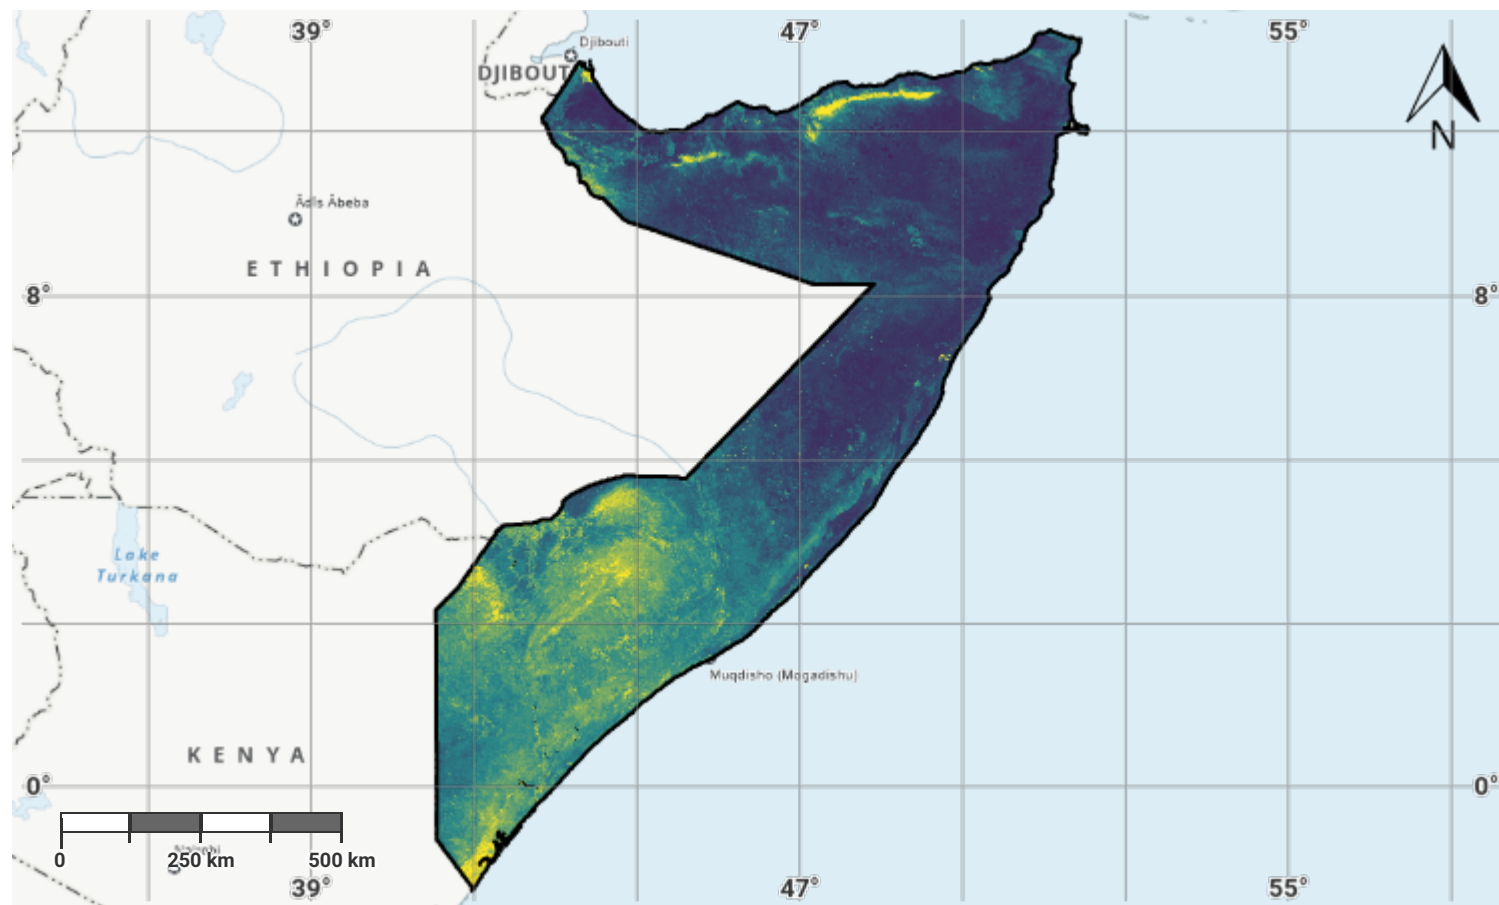 39° 47° 55°
Djibouti
DJIBOUT
N
Ādīs Ābeba
ETHIOPIA
8° 8°
Lake
Turkana
Muqdisho (Mogadishu)
KENYA
0° 0°
Nairobi
0 250 km 500 km
39° 47° 55°